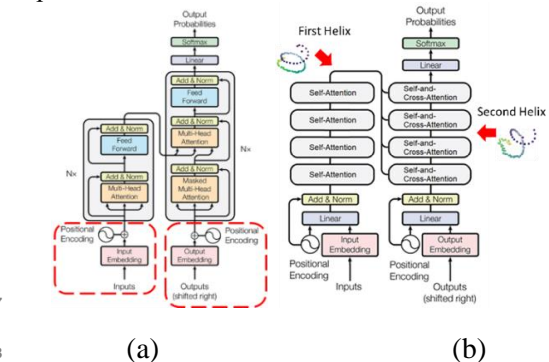 Output
Probabilities
Softmax
Linear
Add & Norm
Feed
Forward
Add & Norm
Multi-Head
Attention
Add & Norm
Masked
Multi-Head
Attention
Nx
Add & Norm
Feed
Forward
Add & Norm
Multi-Head
Attention
Nx
Positional
Encoding
Input
Embedding
Inputs
Positional
Encoding
Output
Embedding
Outputs
(shifted right)
(a)
Output
Probabilities
Softmax
Linear
First Helix
Self-Attention
Self-Attention
Self-Attention
Self-Attention
Add & Norm
Linear
Positional
Encoding
Input
Embedding
Inputs
Self-and-
Cross-Attention
Self-and-
Cross-Attention
Self-and-
Cross-Attention
Self-and-
Cross-Attention
Second Helix
Add & Norm
Linear
Positional
Encoding
Output
Embedding
Outputs
(shifted right)
(b)